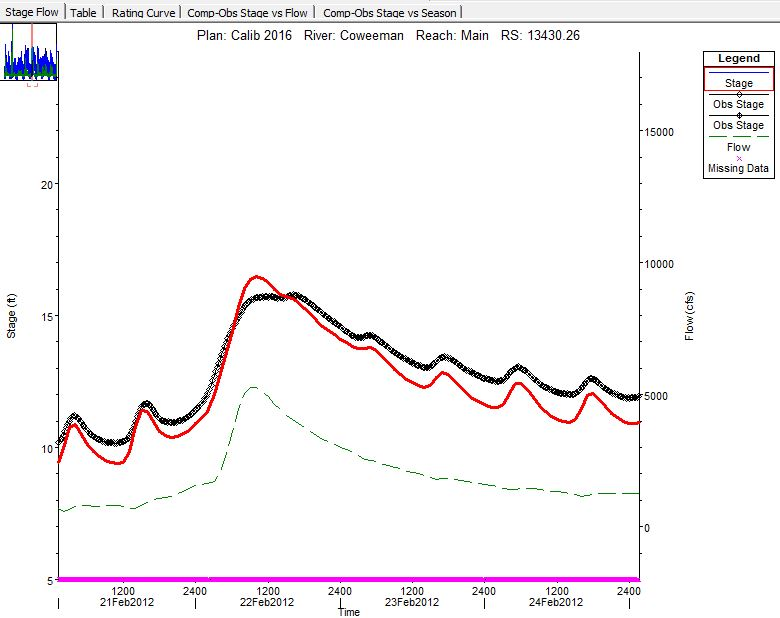 Stage Flow Table Rating Curve Comp-Obs Stage vs Flow Comp-Obs Stage vs Season
Plan: Calib 2016 River: Coweeman Reach: Main RS: 13430.26
Legend
Stage
Obs Stage
Obs Stage
Flow
Missing Data
20
15
10
5
Stage (ft)
15000
10000
5000
0
Flow (cfs)
1200 2400 1200 2400 1200 2400 1200 2400
21Feb2012 22Feb2012 23Feb2012 24Feb2012
Time